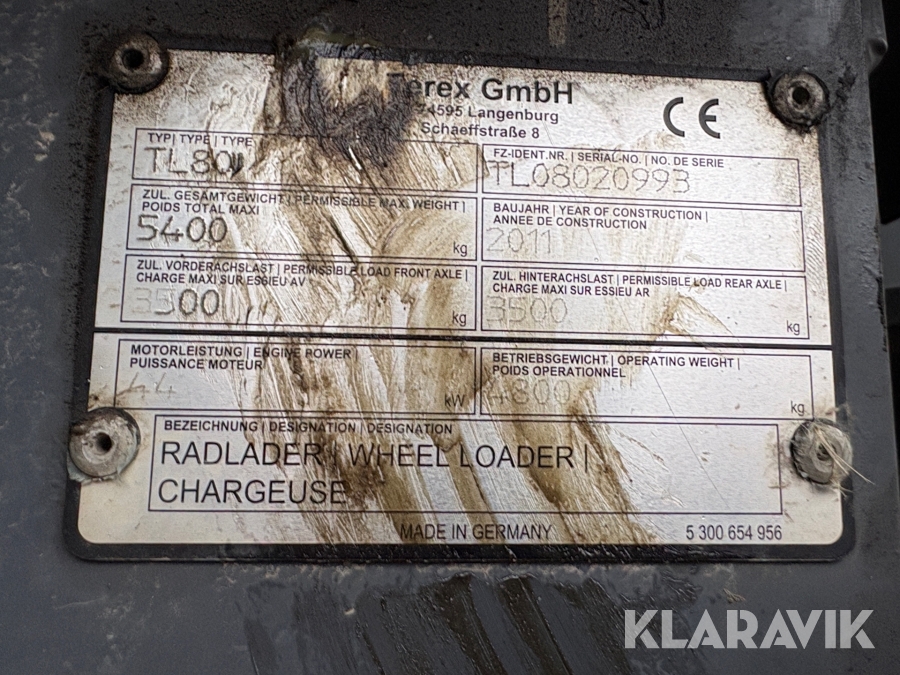 Terex GmbH
74595 Langenburg
Schaeffstraße 8
CE
TYP | TYPE | TYPE
TL80
FZ-IDENT.NR. | SERIAL-NO. | NO. DE SERIE
TL08020993
ZUL. GESAMTGEWICHT | PERMISSIBLE MAXI WEIGHT |
POIDS TOTAL MAXI
5400 kg
BAUJAHR | YEAR OF CONSTRUCTION |
ANNEE DE CONSTRUCTION
2011
ZUL. VORDERACHSLAST | PERMISSIBLE LOAD FRONT AXLE |
CHARGE MAXI SUR ESSIEU AV
3500 kg
ZUL. HINTERACHSLAST | PERMISSIBLE LOAD REAR AXLE |
CHARGE MAXI SUR ESSIEU AR
3500 kg
MOTORLEISTUNG | ENGINE POWER |
PUISSANCE MOTEUR
44 kW
BETRIEBSGEWICHT | OPERATING WEIGHT |
POIDS OPERATIONNEL
4800 kg
BEZEICHNUNG | DESIGNATION | DESIGNATION
RADLADER | WHEEL LOADER |
CHARGEUSE
MADE IN GERMANY
5 300 654 956
KLARAVIK